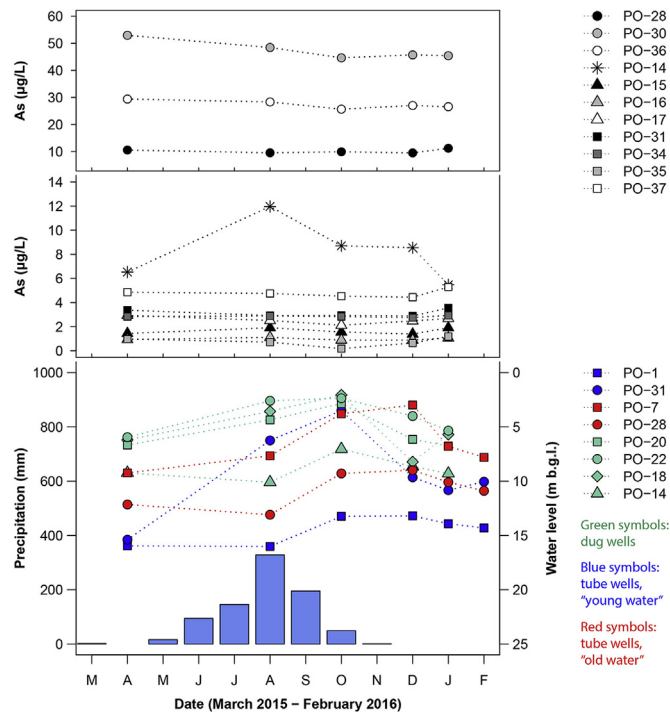 60
50
40
30
20
10
As (µg/L)
PO-28
PO-30
PO-36
PO-14
PO-15
PO-16
PO-17
PO-31
PO-34
PO-35
PO-37
14
12
10
8
6
4
2
0
As (µg/L)
1000
800
600
400
200
0
Precipitation (mm)
0
5
10
15
20
25
Water level (m b.g.l.)
PO-1
PO-31
PO-7
PO-28
PO-20
PO-22
PO-18
PO-14
Green symbols:
dug wells
Blue symbols:
tube wells,
“young water”
Red symbols:
tube wells,
“old water”
M A M J J A S O N D J F
Date (March 2015 – February 2016)